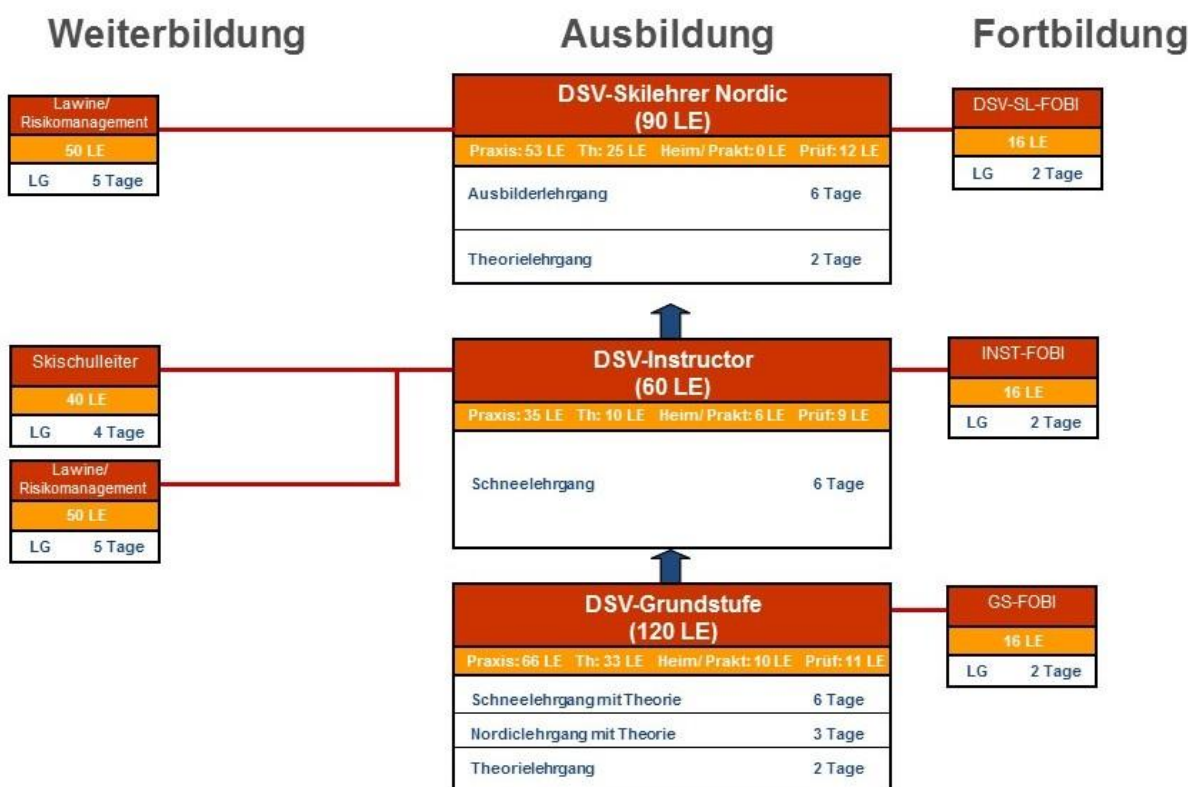 Weiterbildung
Ausbildung
Fortbildung
Lawine/
Risikomanagement
50 LE
LG 5 Tage
DSV-Skilehrer Nordic
(90 LE)
Praxis: 53 LE Th: 25 LE Heim/ Prakt: 0 LE Prüf: 12 LE
Ausbilderlehrgang 6 Tage
Theorielehrgang 2 Tage
DSV-SL-FOBI
16 LE
LG 2 Tage
Skischulleiter
40 LE
LG 4 Tage
Lawine/
Risikomanagement
50 LE
LG 5 Tage
DSV-Instructor
(60 LE)
Praxis: 35 LE Th: 10 LE Heim/ Prakt: 6 LE Prüf: 9 LE
Schneelehrgang 6 Tage
INST-FOBI
16 LE
LG 2 Tage
DSV-Grundstufe
(120 LE)
Praxis: 66 LE Th: 33 LE Heim/ Prakt: 10 LE Prüf: 11 LE
Schneelehrgang mit Theorie 6 Tage
Nordiclehrgang mit Theorie 3 Tage
Theorielehrgang 2 Tage
GS-FOBI
16 LE
LG 2 Tage